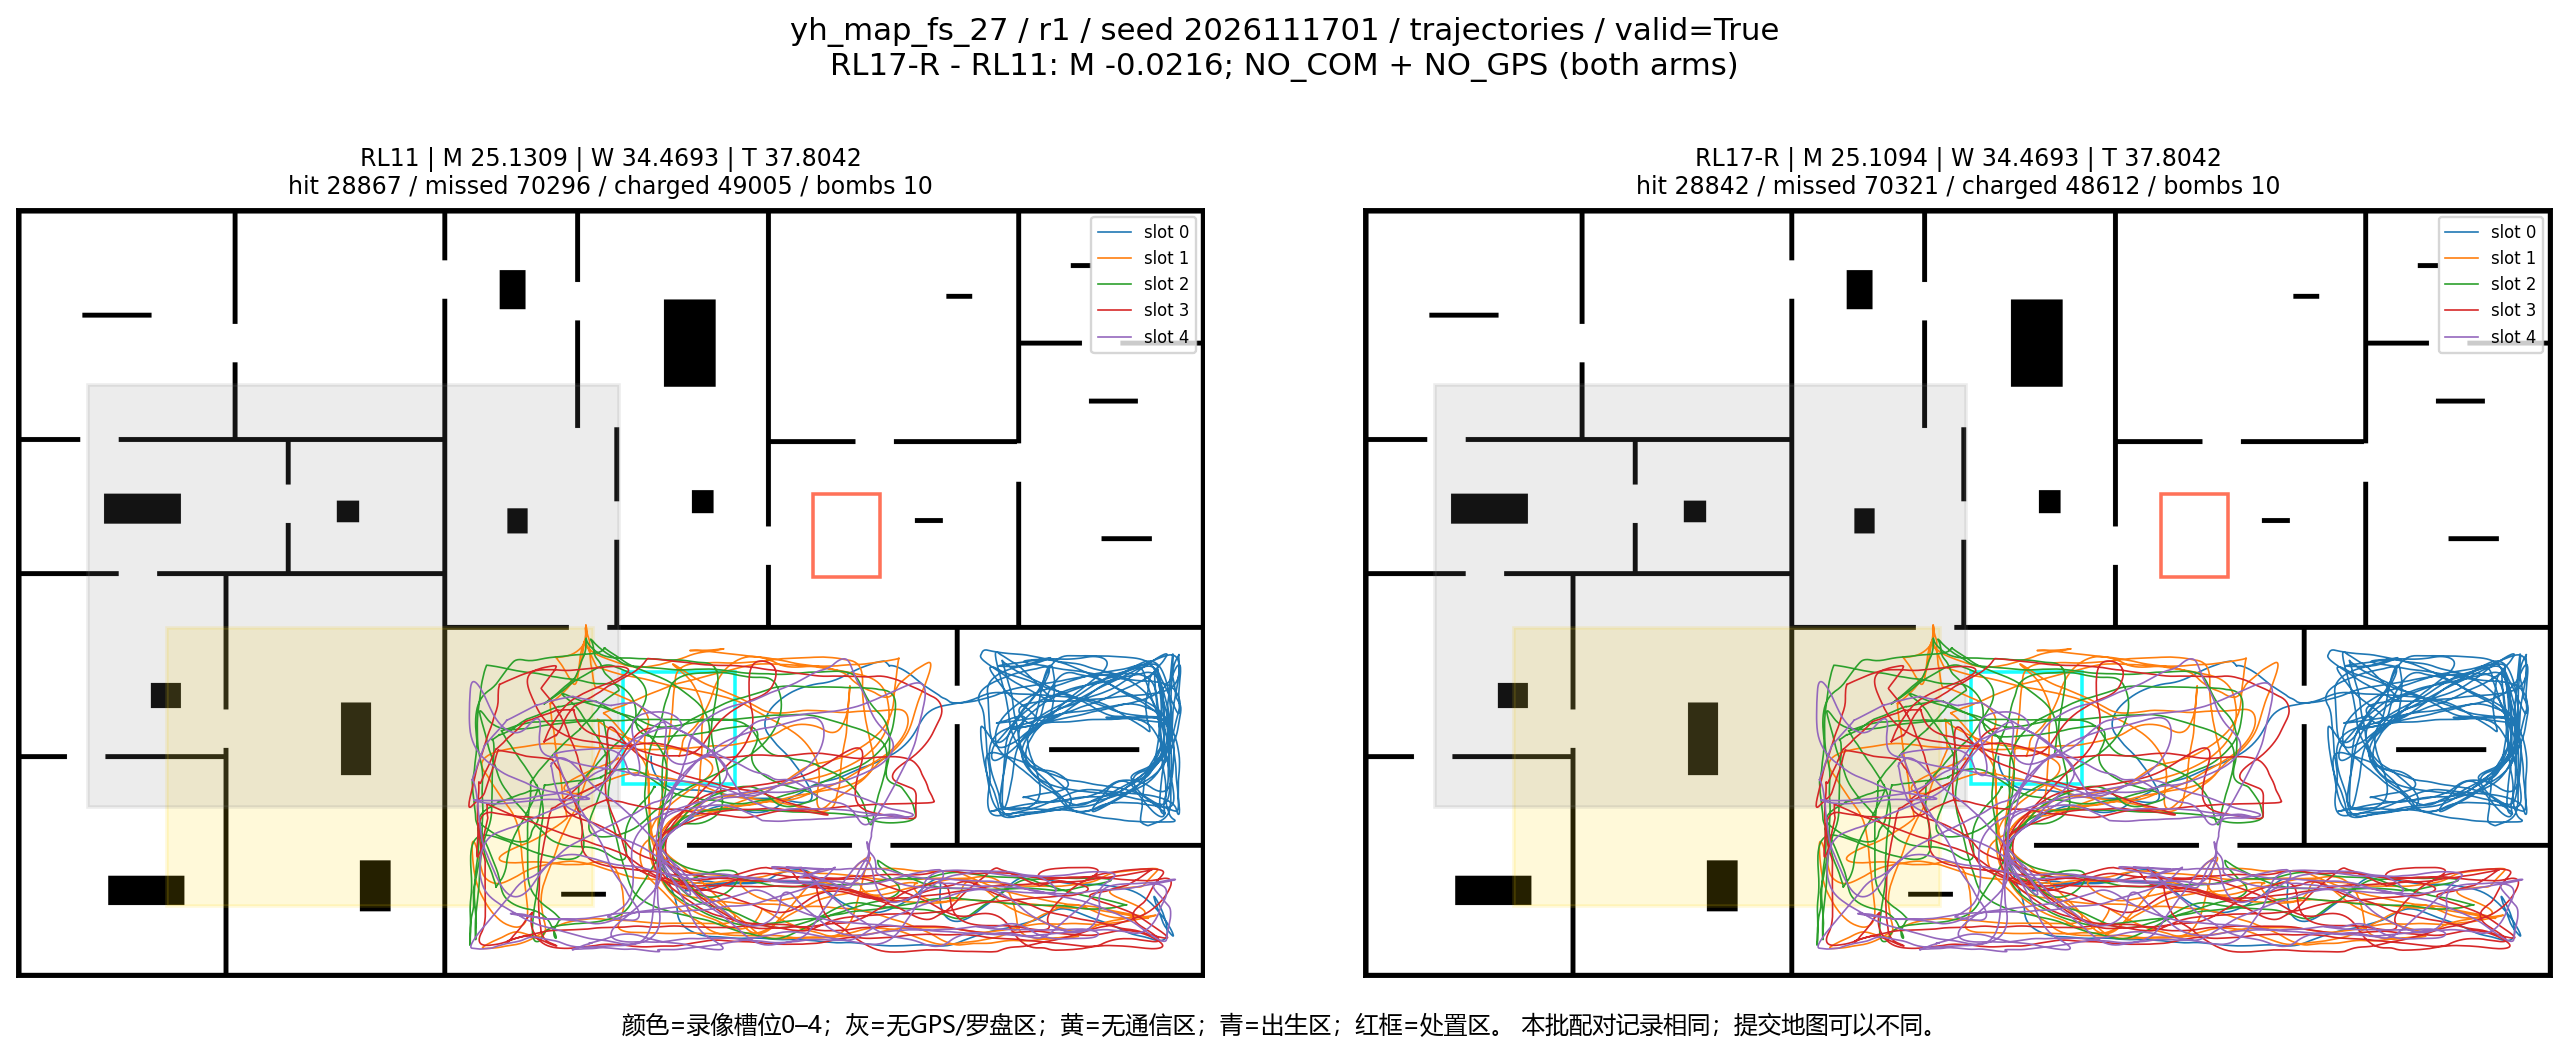 yh_map_fs_27 / r1 / seed 2026111701 / trajectories / valid=True
RL17-R - RL11: M -0.0216; NO_COM + NO_GPS (both arms)
RL11 | M 25.1309 | W 34.4693 | T 37.8042
hit 28867 / missed 70296 / charged 49005 / bombs 10
slot 0
slot 1
slot 2
slot 3
slot 4
RL17-R | M 25.1094 | W 34.4693 | T 37.8042
hit 28842 / missed 70321 / charged 48612 / bombs 10
slot 0
slot 1
slot 2
slot 3
slot 4
颜色=录像槽位0–4；灰=无GPS/罗盘区；黄=无通信区；青=出生区；红框=处置区。 本批配对记录相同；提交地图可以不同。